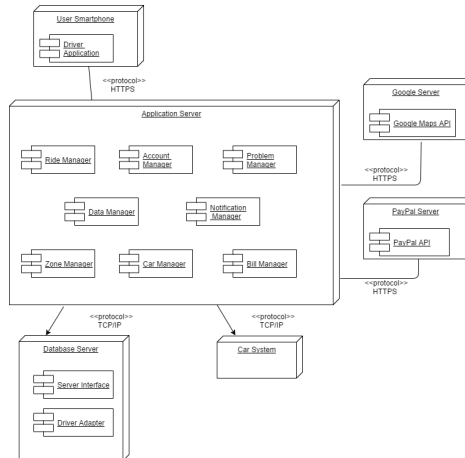 User Smartphone
Driver
Application
<<protocol>>
HTTPS
Google Server
Google Maps API
Application Server
Ride Manager
Account
Manager
Problem
Manager
<<protocol>>
HTTPS
Data Manager
Notification
Manager
PayPal Server
PayPal API
Zone Manager
Car Manager
Bill Manager
<<protocol>>
HTTPS
<<protocol>>
TCP/IP
<<protocol>>
TCP/IP
Database Server
Car System
Server Interface
Driver Adapter